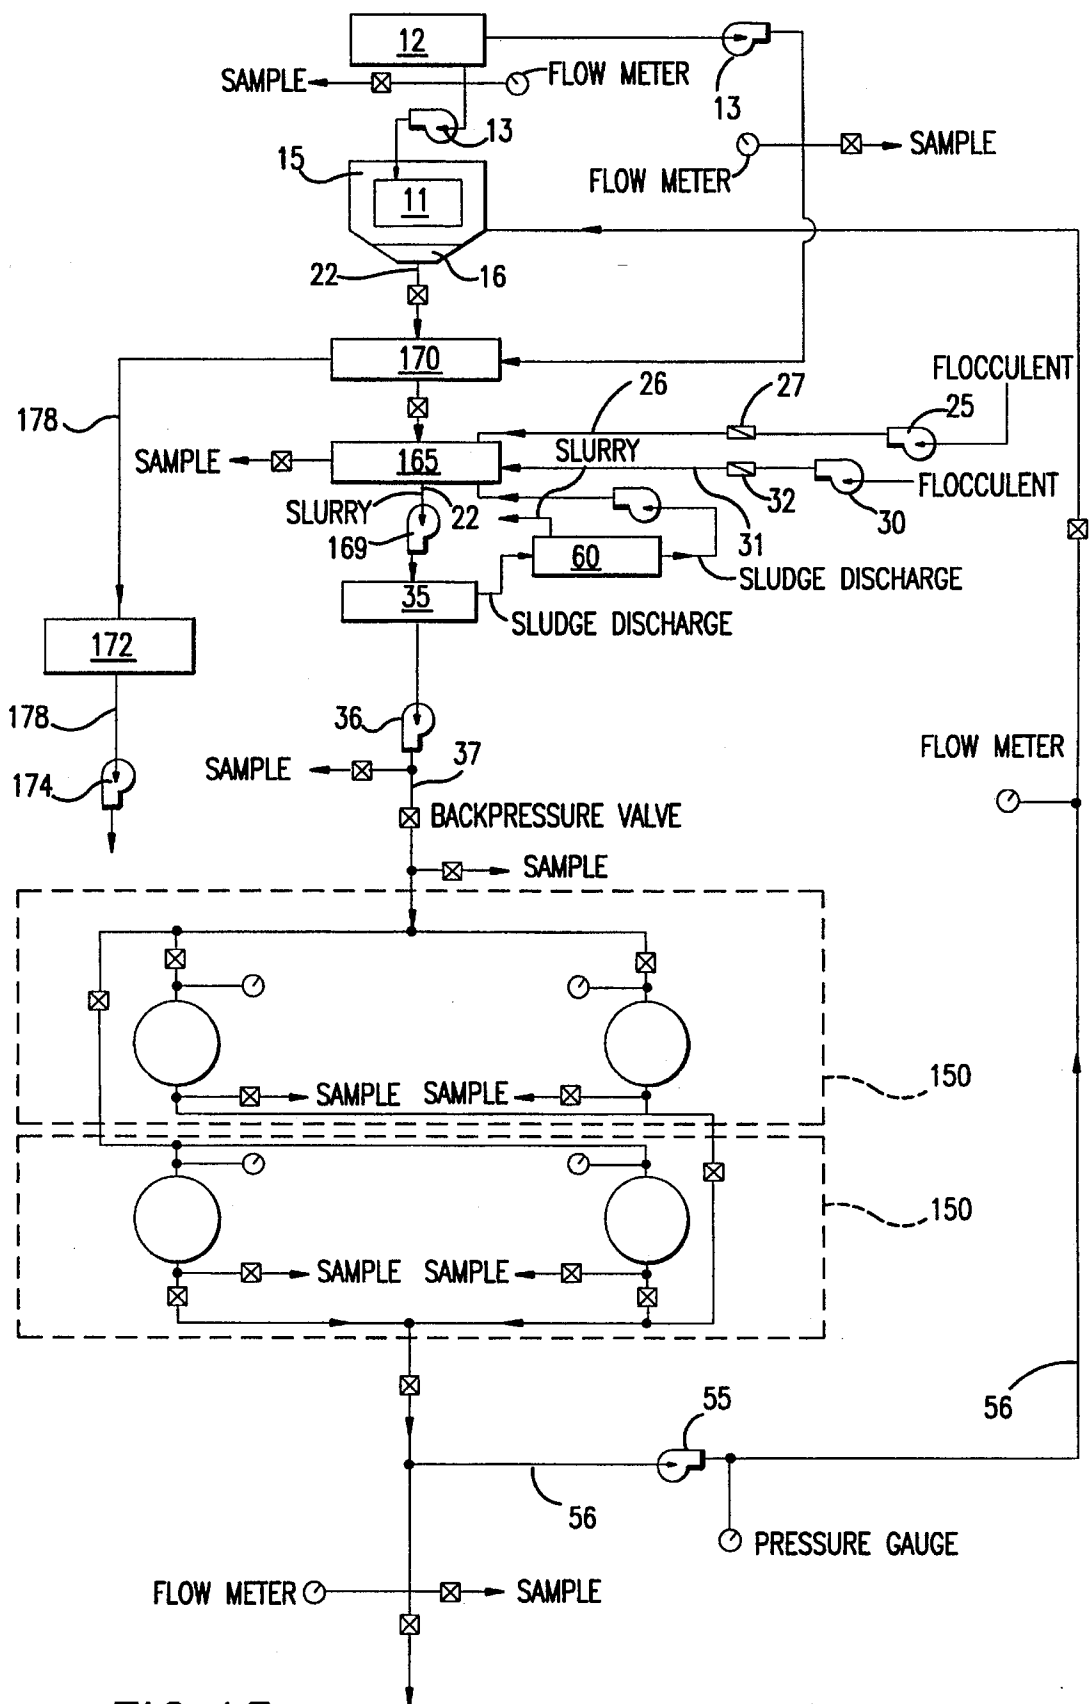 12
SAMPLE
FLOW METER
13
13
15
11
FLOW METER
SAMPLE
22
16
170
178
26
27
FLOCCULENT
25
SAMPLE
165
SLURRY
SLURRY
22
169
31
32
30
FLOCCULENT
60
SLUDGE DISCHARGE
35
SLUDGE DISCHARGE
172
178
174
36
37
SAMPLE
FLOW METER
BACKPRESSURE VALVE
SAMPLE
SAMPLE
SAMPLE
150
150
SAMPLE
SAMPLE
55
56
56
PRESSURE GAUGE
FLOW METER
SAMPLE